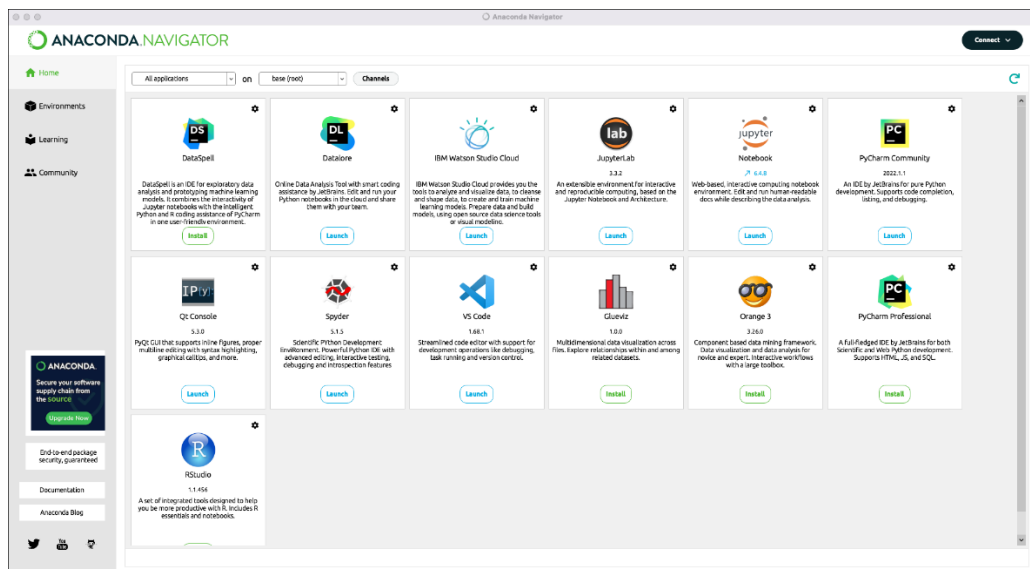 Anaconda Navigator
ANACONDA.NAVIGATOR
Connect
Home
All applications
on
base (root)
Channels
Environments
Learning
Community
DS
DataSpell
DataSpell is an IDE for exploratory data
analysis and prototyping machine learning
models. It combines the interactivity of
Jupyter notebooks with the intelligent
Python and R coding assistance of PyCharm
in one user-friendly environment.
Install
DL
Datalore
Online Data Analysis Tool with smart coding
assistance by JetBrains. Edit and run your
Python notebooks in the cloud and share
them with your team.
Launch
IBM Watson Studio Cloud
IBM Watson Studio Cloud provides you the
tools to analyze and visualize data, to cleanse
and shape data, to create and train machine
learning models. Prepare data and build
models, using open source data science tools
or visual modeling.
Launch
lab
JupyterLab
3.3.2
An extensible environment for interactive
and reproducible computing, based on the
Jupyter Notebook and Architecture.
Launch
jupyter
Notebook
6.4.8
Web-based, interactive computing notebook
environment. Edit and run human-readable
docs while describing the data analysis.
Launch
PC
PyCharm Community
2022.1.1
An IDE by JetBrains for pure Python
development. Supports code completion,
listing, and debugging.
Launch
IP[y]:
Qt Console
5.3.0
PyQt GUI that supports inline figures, proper
multiline editing with syntax highlighting,
graphical calltips, and more.
Launch
Spyder
5.1.5
Scientific PYthon Development
EnviRonment. Powerful Python IDE with
advanced editing, interactive testing,
debugging and introspection features
Launch
VS Code
1.68.1
Streamlined code editor with support for
development operations like debugging,
task running and version control.
Launch
Glueviz
1.0.0
Multidimensional data visualization across
files. Explore relationships within and among
related datasets.
Install
Orange 3
3.26.0
Component based data mining framework.
Data visualization and data analysis for
novice and expert. Interactive workflows
with a large toolbox.
Install
PC
PyCharm Professional
A full-fledged IDE by JetBrains for both
Scientific and Web Python development.
Supports HTML, JS, and SQL.
Install
R
RStudio
1.1.456
A set of integrated tools designed to help
you be more productive with R. Includes R
essentials and notebooks.
ANACONDA.
Secure your software
supply chain from
the source
Upgrade Now
End-to-end package
security, guaranteed
Documentation
Anaconda Blog
You
Tube